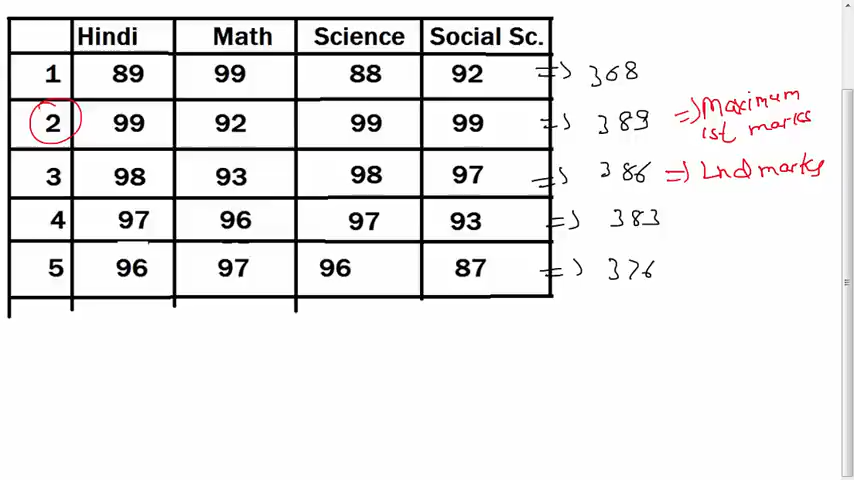 Hindi Math Science Social Sc.
1 89 99 88 92 => 368
2 99 92 99 99 => 389 => Maximum
1st marks
3 98 93 98 97 => 386 => 2nd marks
4 97 96 97 93 => 383
5 96 97 96 87 => 376